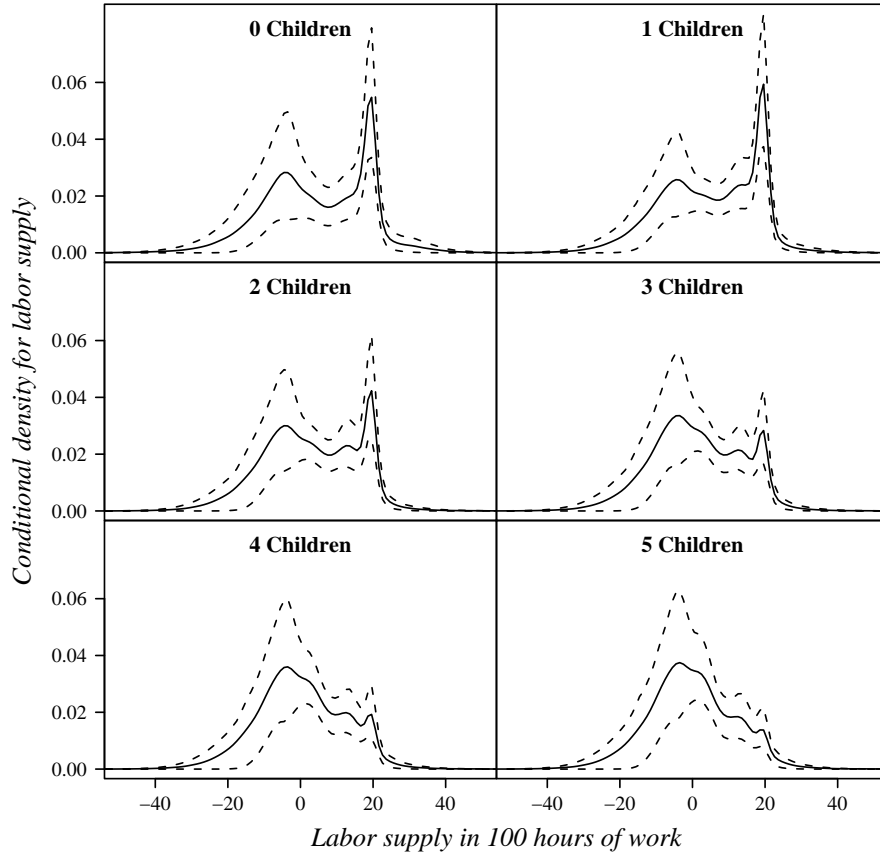 0 Children
1 Children
0.06
0.04
0.02
0.00
2 Children
3 Children
0.06
0.04
0.02
0.00
4 Children
5 Children
0.06
0.04
0.02
0.00
Conditional density for labor supply
−40 −20 0 20 40
−40 −20 0 20 40
Labor supply in 100 hours of work